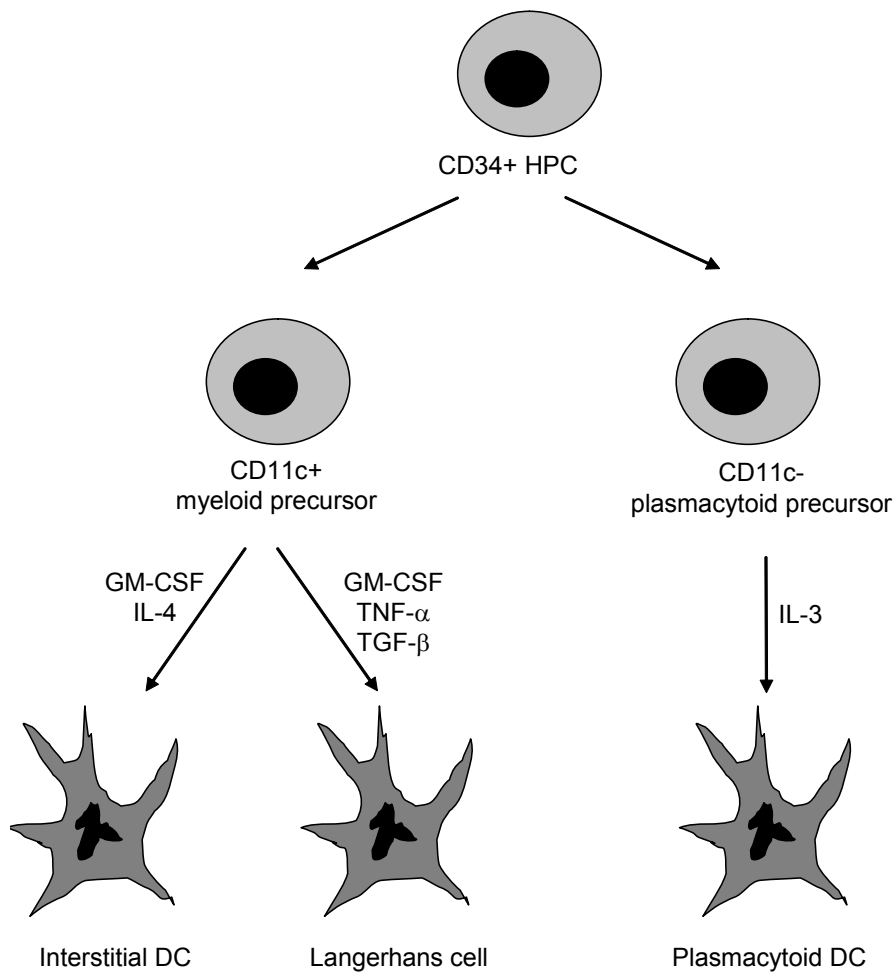 CD34+ HPC
CD11c+
myeloid precursor
CD11c-
plasmacytoid precursor
GM-CSF
IL-4
GM-CSF
TNF-α
TGF-β
IL-3
Interstitial DC
Langerhans cell
Plasmacytoid DC